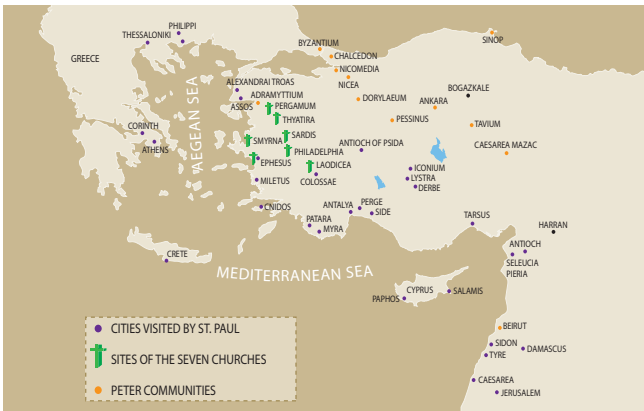 PHILIPPI
THESSALONIKI
SINOP
BYZANTIUM
CHALCEDON
GREECE
NICOMEDIA
NICEA
ALEXANDRAI TROAS
ADRAMYTTIUM
ASSOS
PERGAMUM
THYATIRA
DORYLAEUM
BOGAZKALE
ANKARA
PESSINUS
TAVIUM
AEGEAN SEA
CORINTH
ATHENS
SMYRNA
SARDIS
PHILADELPHIA
ANTIOCH OF PSIDA
CAESAREA MAZAC
EPHESUS
LAODICEA
COLOSSAE
ICONIUM
LYSTRA
DERBE
MILETUS
CNIDOS
ANTALYA
PERGE
SIDE
PATARA
MYRA
TARSUS
HARRAN
ANTIOCH
SELEUCIA
PIERIA
CRETE
MEDITERRANEAN SEA
CYPRUS
PAPHOS
SALAMIS
BEIRUT
SIDON
DAMASCUS
TYRE
CAESAREA
JERUSALEM
CITIES VISITED BY ST. PAUL
SITES OF THE SEVEN CHURCHES
PETER COMMUNITIES